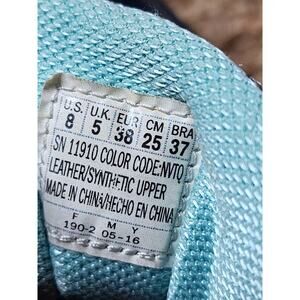 U.S. U.K. EUR CM BRA
8 5 38 25 37
SN 11910 COLOR CODE:NVTQ
LEATHER/SYNTHETIC UPPER
MADE IN CHINA/HECHO EN CHINA
F M Y
190-2 05-16